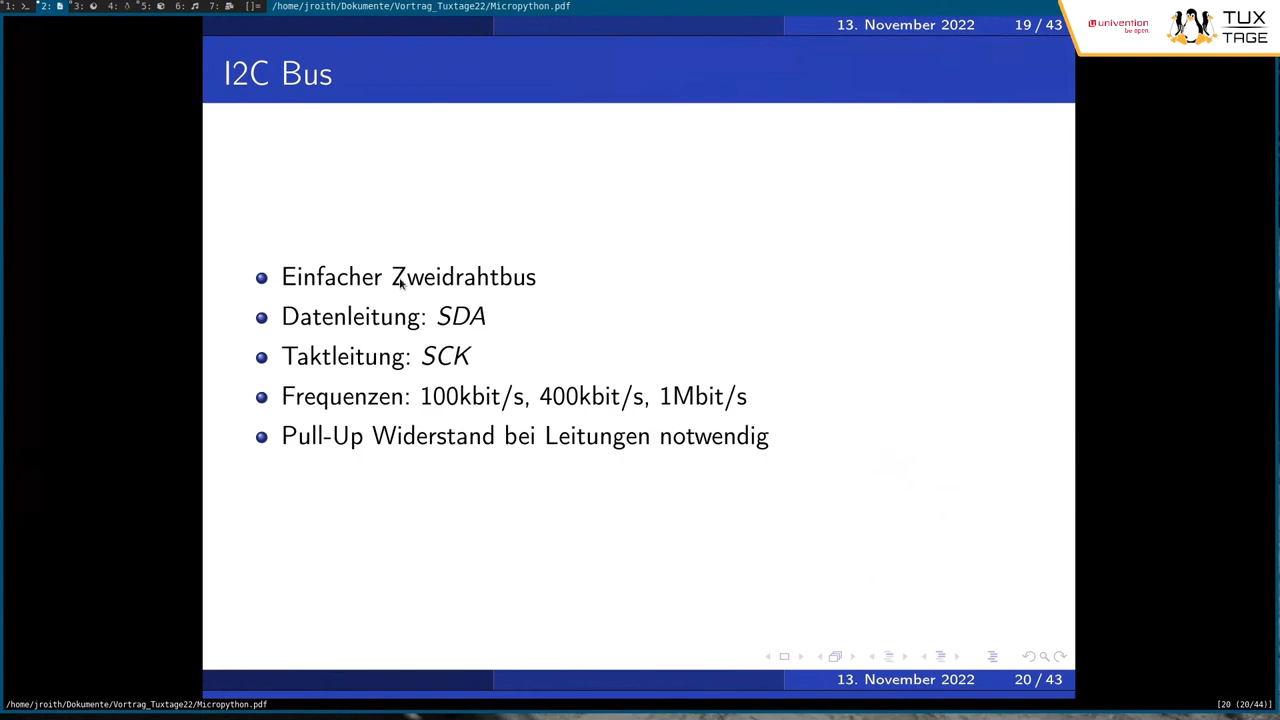 1: 2: 3: 4: 5: 6: 7: []= /home/jroith/Dokumente/Vortrag_Tuxtage22/Micropython.pdf
13. November 2022 19 / 43
univention
be open.
TUX
TAGE
I2C Bus
Einfacher Zweidrahtbus
Datenleitung: SDA
Taktleitung: SCK
Frequenzen: 100kbit/s, 400kbit/s, 1Mbit/s
Pull-Up Widerstand bei Leitungen notwendig
13. November 2022 20 / 43
/home/jroith/Dokumente/Vortrag_Tuxtage22/Micropython.pdf [20 (20/44)]